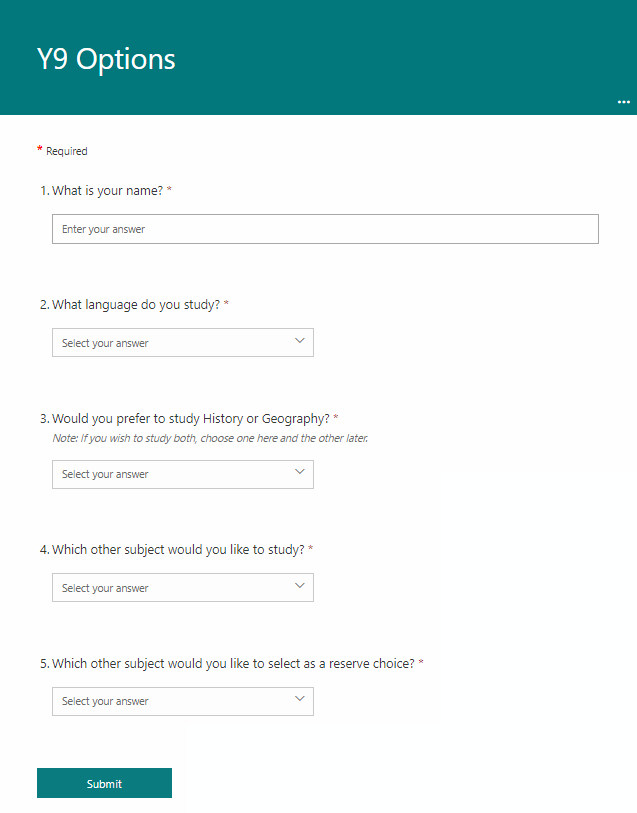 Y9 Options
...
* Required
1. What is your name? *
Enter your answer
2. What language do you study? *
Select your answer
3. Would you prefer to study History or Geography? *
Note: If you wish to study both, choose one here and the other later.
Select your answer
4. Which other subject would you like to study? *
Select your answer
5. Which other subject would you like to select as a reserve choice? *
Select your answer
Submit